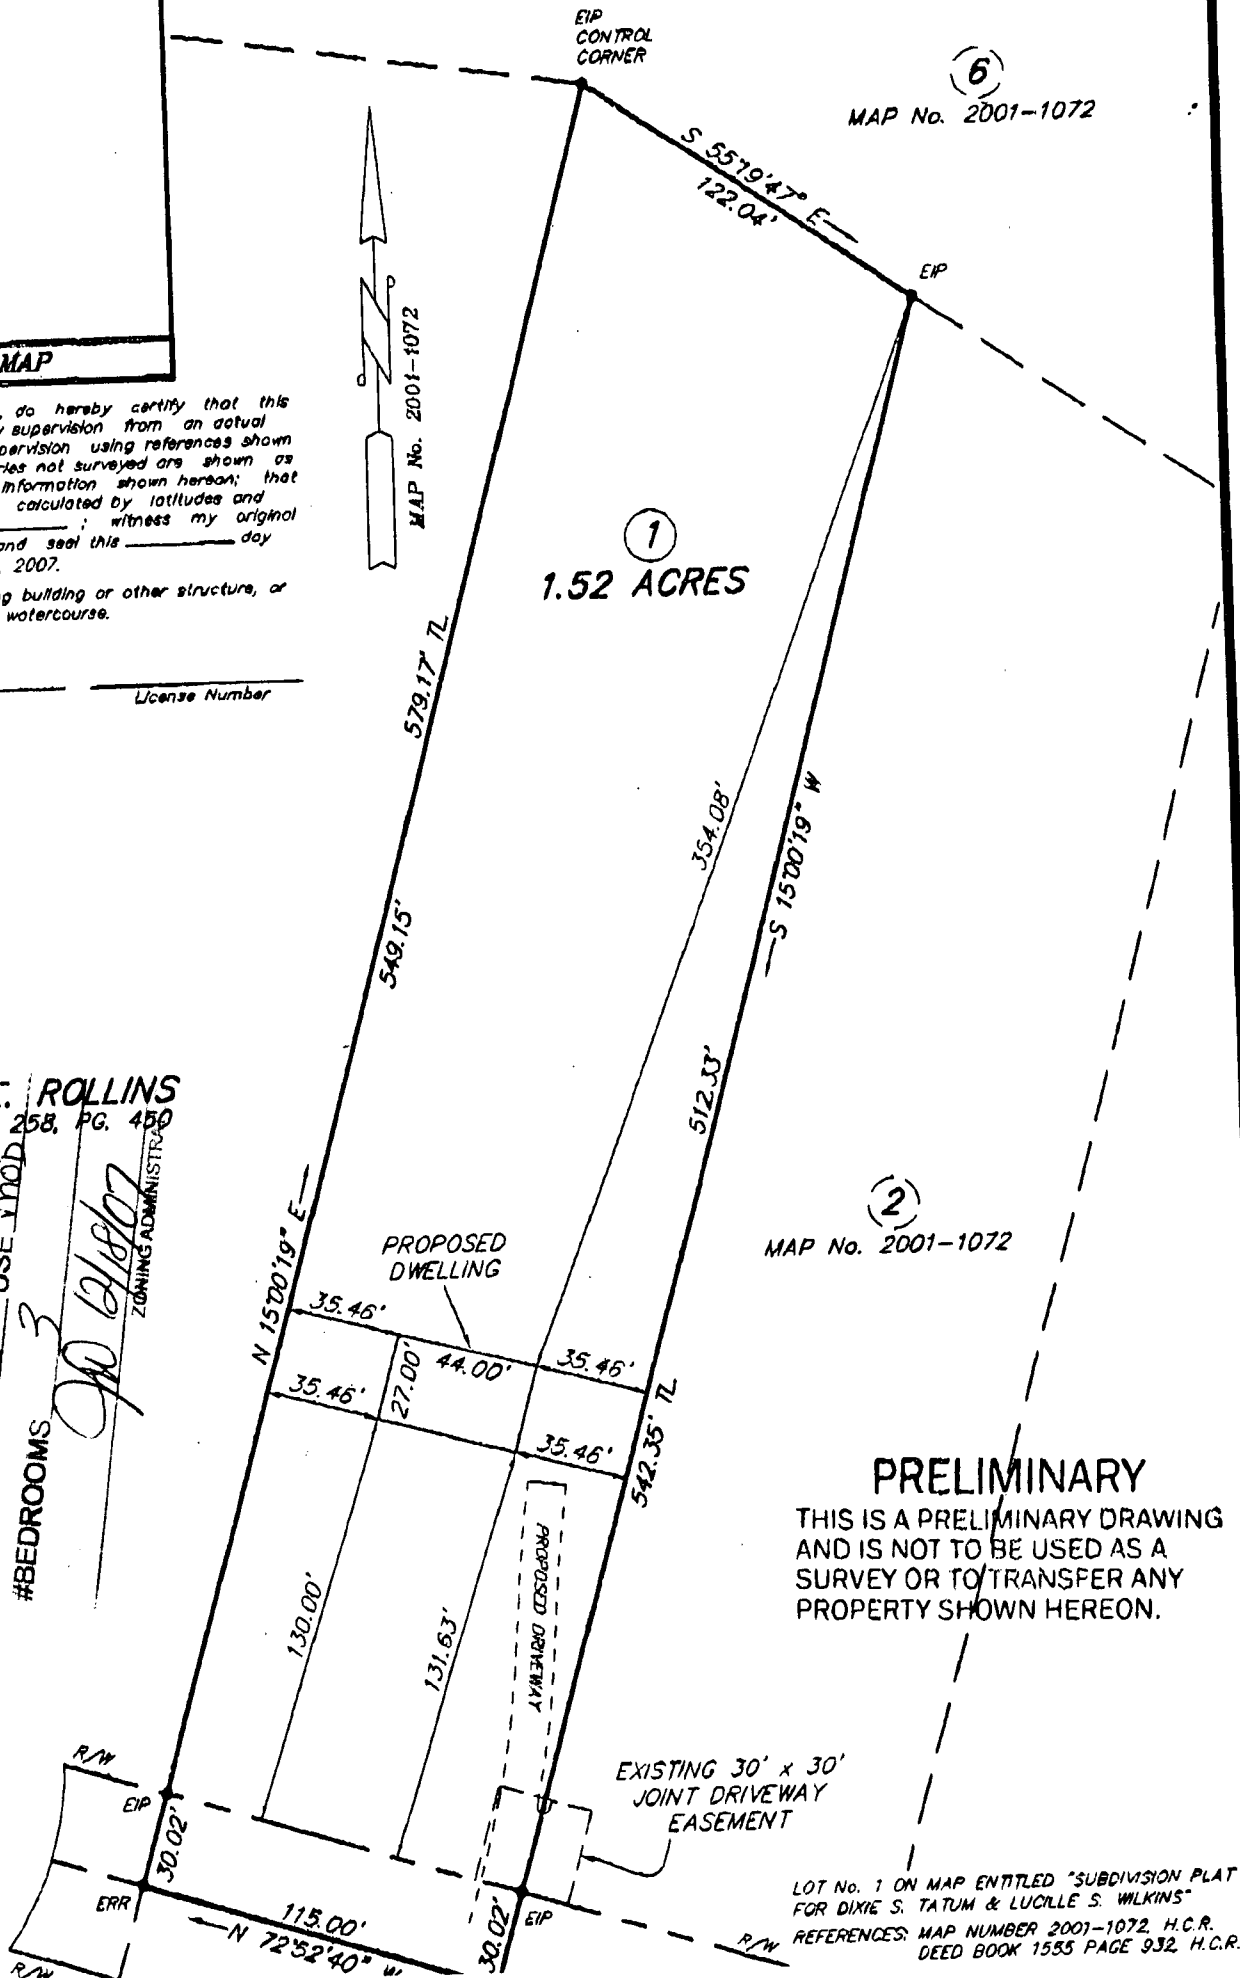 EIP
CONTROL
CORNER
6
MAP No. 2001-1072
S 55°19'47" E
122.04'
EIP
MAP No. 2001-1072
MAP
do hereby certify that this
supervision from an actual
supervision using references shown
not surveyed are shown as
information shown hereon; that
calculated by latitudes and
; witness my original
and seal this day
2007.
building or other structure, or
watercourse.
License Number
1
1.52 ACRES
579.17' TL
549.15'
354.08'
S 15°00'19" W
512.33'
ROLLINS
258, PG. 450
USE
#BEDROOMS 3
12/18/07
ZONING ADMINISTRA
N 15°00'19" E
PROPOSED
DWELLING
2
MAP No. 2001-1072
35.46'
44.00'
35.46'
35.46'
27.00'
35.46'
542.35' TL
PRELIMINARY
THIS IS A PRELIMINARY DRAWING
AND IS NOT TO BE USED AS A
SURVEY OR TO TRANSFER ANY
PROPERTY SHOWN HEREON.
PROPOSED DRIVEWAY
130.00'
131.63'
R/W
EIP
30.02'
EXISTING 30' x 30'
JOINT DRIVEWAY
EASEMENT
ERR
115.00'
N 72°52'40" W
30.02'
EIP
R/W
R/W
LOT No. 1 ON MAP ENTITLED "SUBDIVISION PLAT
FOR DIXIE S. TATUM & LUCILLE S. WILKINS"
REFERENCES: MAP NUMBER 2001-1072, H.C.R.
DEED BOOK 1555 PAGE 932, H.C.R.